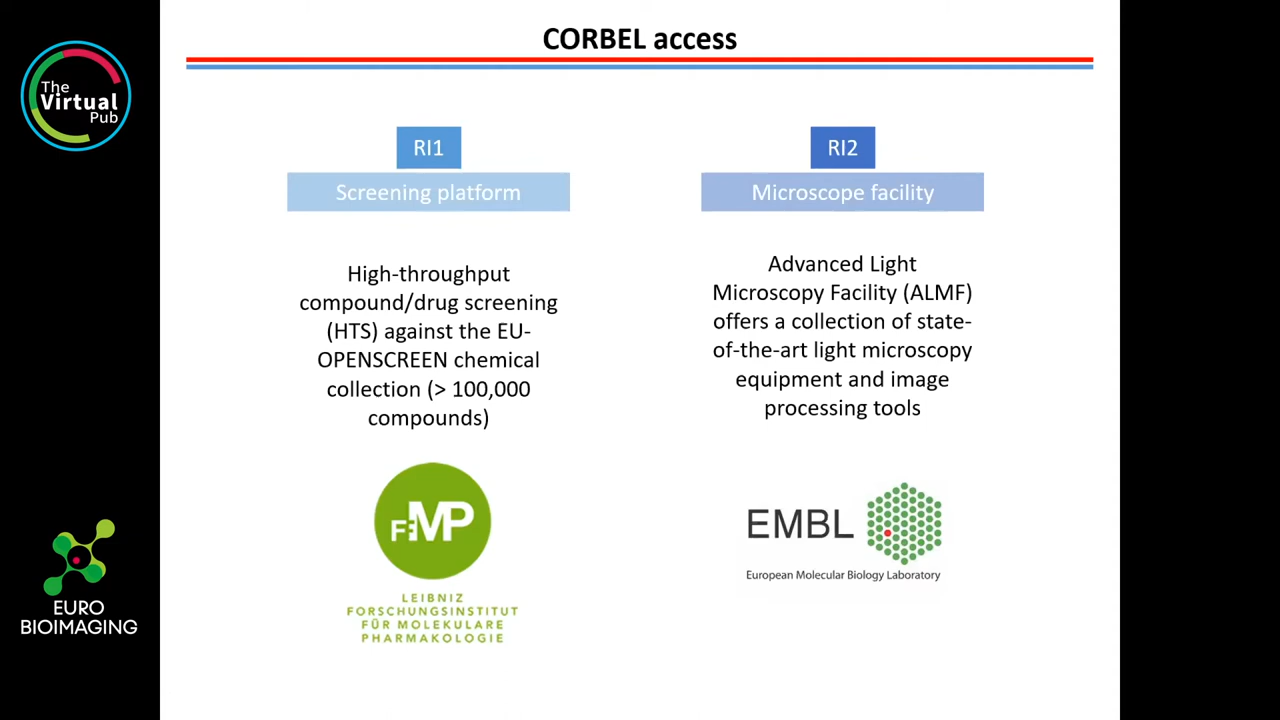 CORBEL access
The
Virtual
Pub
RI1
Screening platform
High-throughput
compound/drug screening
(HTS) against the EU-
OPENSCREEN chemical
collection (> 100,000
compounds)
FMP
LEIBNIZ
FORSCHUNGSINSTITUT
FÜR MOLEKULARE
PHARMAKOLOGIE
RI2
Microscope facility
Advanced Light
Microscopy Facility (ALMF)
offers a collection of state-
of-the-art light microscopy
equipment and image
processing tools
EMBL
European Molecular Biology Laboratory
EURO
BIOIMAGING